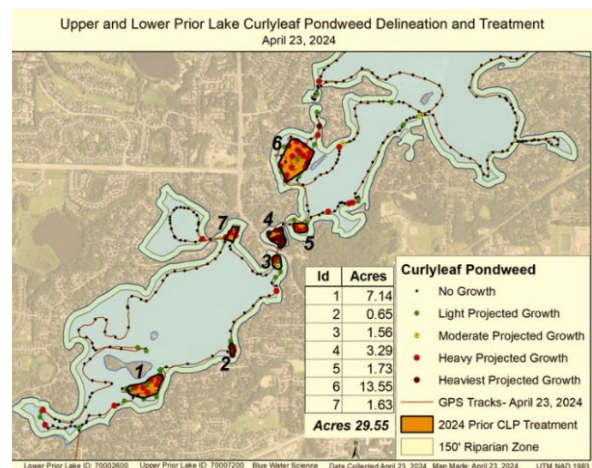 Upper and Lower Prior Lake Curlyleaf Pondweed Delineation and Treatment
April 23, 2024
6
7
4
5
3
2
1
Id Acres
1 7.14
2 0.65
3 1.56
4 3.29
5 1.73
6 13.55
7 1.63
Acres 29.55
Curlyleaf Pondweed
No Growth
Light Projected Growth
Moderate Projected Growth
Heavy Projected Growth
Heaviest Projected Growth
GPS Tracks- April 23, 2024
2024 Prior CLP Treatment
150' Riparian Zone
Lower Prior Lake ID: 70002600 Upper Prior Lake ID: 70007200 Blue Water Science Data Collected April 23, 2024 Map Made: April 23, 2024 UTM NAD 1983